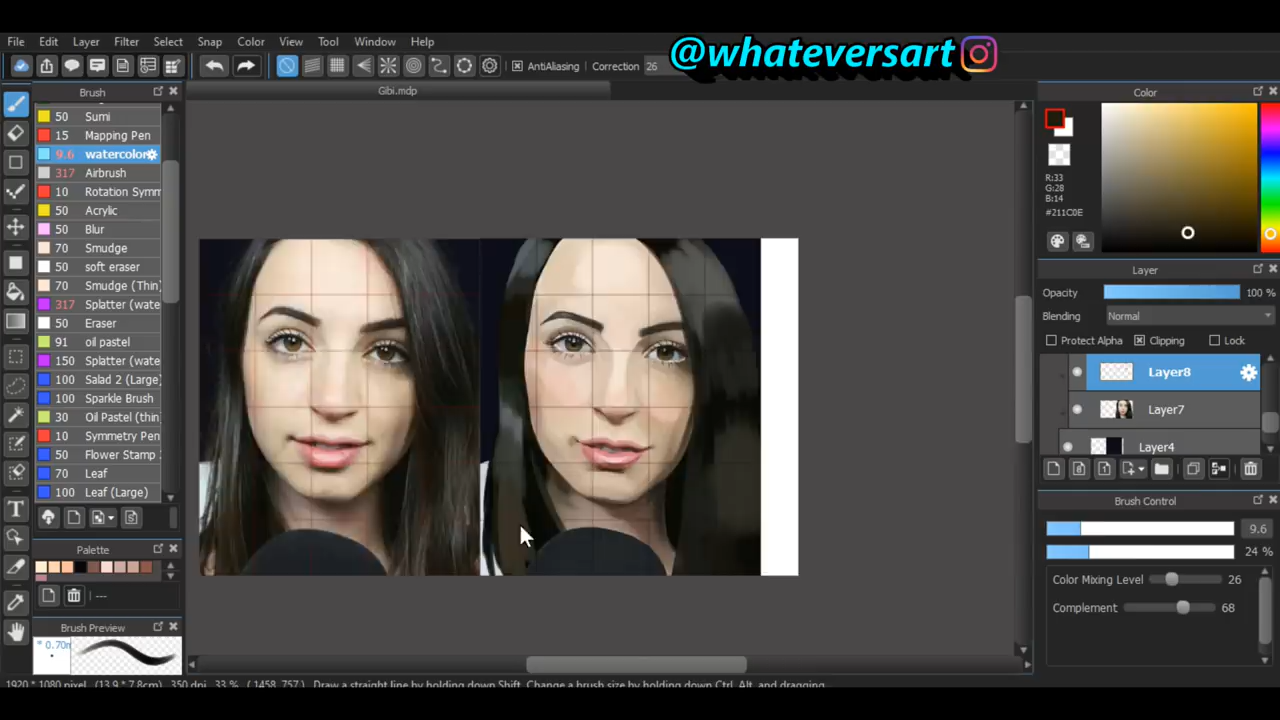 @whateversart
File Edit Layer Filter Select Snap Color View Tool Window Help
AntiAliasing Correction 26
Brush
Gibi.mdp
Color
50 Sumi
15 Mapping Pen
9.6 watercolor
317 Airbrush
10 Rotation Symm
50 Acrylic
50 Blur
70 Smudge
50 soft eraser
70 Smudge (Thin)
317 Splatter (wate
50 Eraser
91 oil pastel
150 Splatter (wate
100 Salad 2 (Large)
100 Sparkle Brush
30 Oil Pastel (thin
10 Symmetry Pen
50 Flower Stamp
70 Leaf
100 Leaf (Large)
Palette
---
Brush Preview
* 0.70m
R:33
G:28
B:14
#211C0E
Layer
Opacity 100 %
Blending Normal
Protect Alpha Clipping Lock
Layer8
Layer7
Layer4
Brush Control
9.6
24 %
Color Mixing Level 26
Complement 68
1920 * 1080 pixel (13.9 * 7.8cm) 350 dpi 33 % ( 1458, 757 ) Draw a straight line by holding down Shift, Change a brush size by holding down Ctrl, Alt, and dragging